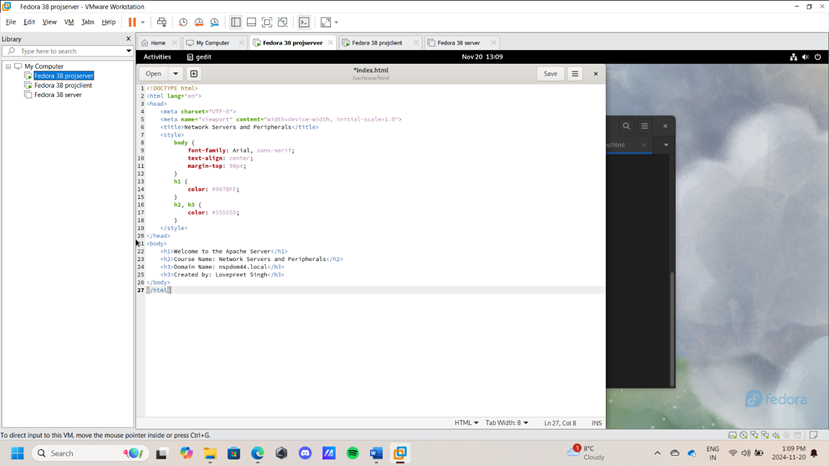 Fedora 38 projserver - VMware Workstation
File Edit View VM Tabs Help
Library
Type here to search
My Computer
Fedora 38 projserver
Fedora 38 projclient
Fedora 38 server
Home
My Computer
Fedora 38 projserver
Fedora 38 projclient
Fedora 38 server
Activities
gedit
Nov 20 13:09
Open
*index.html
/var/www/html
Save
1 <!DOCTYPE html>
2 <html lang="en">
3 <head>
4 <meta charset="UTF-8">
5 <meta name="viewport" content="width=device-width, initial-scale=1.0">
6 <title>Network Servers and Peripherals</title>
7 <style>
8 body {
9 font-family: Arial, sans-serif;
10 text-align: center;
11 margin-top: 50px;
12 }
13 h1 {
14 color: #007BFF;
15 }
16 h2, h3 {
17 color: #555555;
18 }
19 </style>
20 </head>
21 <body>
22 <h1>Welcome to the Apache Server</h1>
23 <h2>Course Name: Network Servers and Peripherals</h2>
24 <h3>Domain Name: nspdom44.local</h3>
25 <h3>Created by: Lovepreet Singh</h3>
26 </body>
27 </html>
HTML
Tab Width: 8
Ln 27, Col 8
INS
fedora
To direct input to this VM, move the mouse pointer inside or press Ctrl+G.
Search
8°C
Cloudy
ENG
IN
1:09 PM
2024-11-20